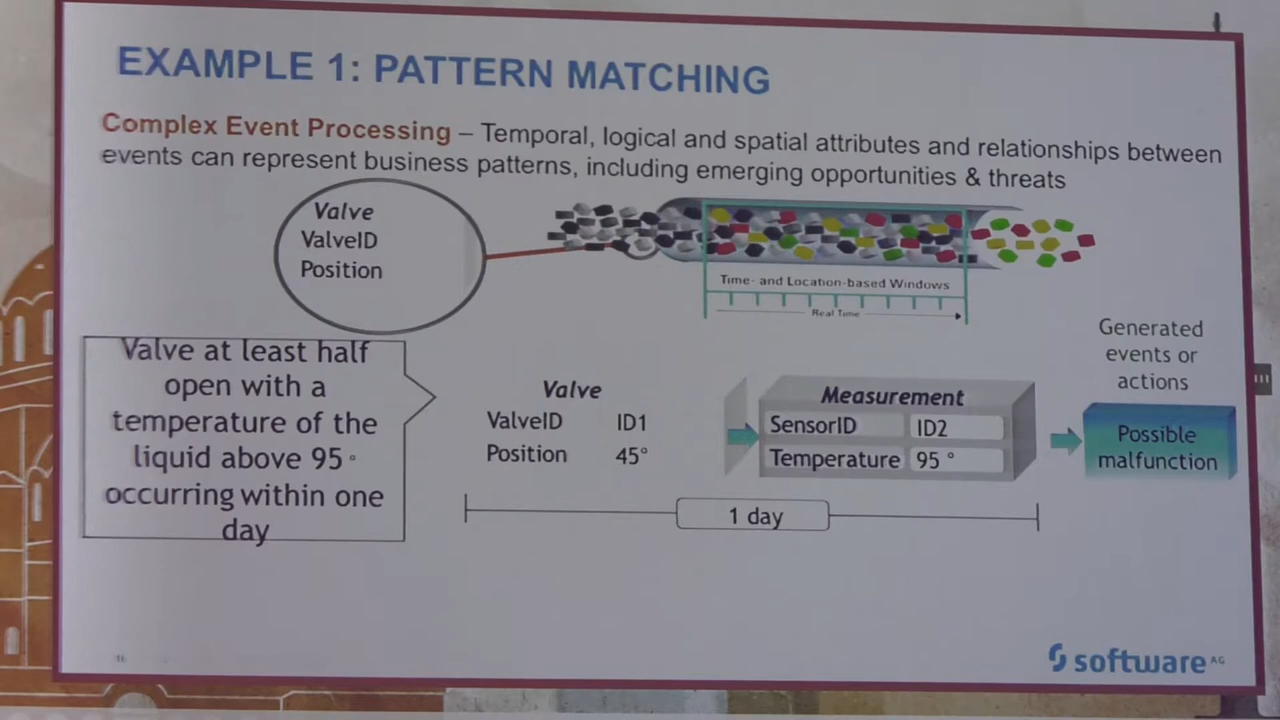 EXAMPLE 1: PATTERN MATCHING
Complex Event Processing – Temporal, logical and spatial attributes and relationships between
events can represent business patterns, including emerging opportunities & threats
Valve
ValveID
Position
Time- and Location-based Windows
Real Time
Valve at least half
open with a
temperature of the
liquid above 95°
occurring within one
day
Valve
ValveID ID1
Position 45°
Measurement
SensorID ID2
Temperature 95 °
1 day
Generated
events or
actions
Possible
malfunction
16
software AG